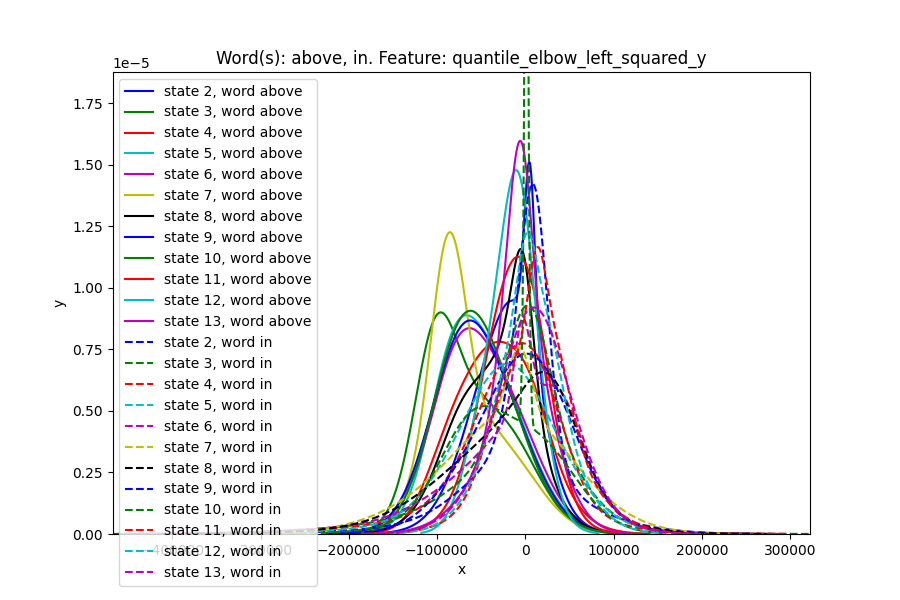 Word(s): above, in. Feature: quantile_elbow_left_squared_y
1e−5
1.75
1.50
1.25
1.00
0.75
0.50
0.25
0.00
y
state 2, word above
state 3, word above
state 4, word above
state 5, word above
state 6, word above
state 7, word above
state 8, word above
state 9, word above
state 10, word above
state 11, word above
state 12, word above
state 13, word above
state 2, word in
state 3, word in
state 4, word in
state 5, word in
state 6, word in
state 7, word in
state 8, word in
state 9, word in
state 10, word in
state 11, word in
state 12, word in
state 13, word in
−400000 −300000 −200000 −100000 0 100000 200000 300000
x